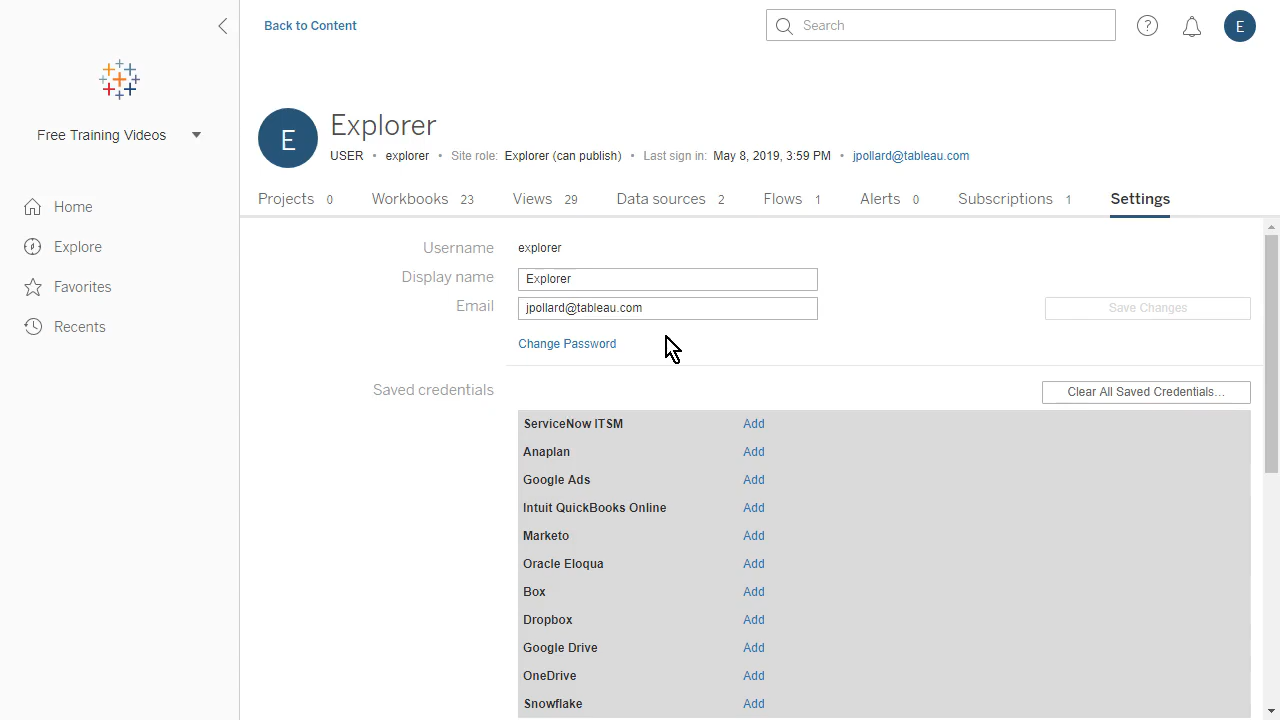 Back to Content
Search
E
Free Training Videos
Home
Explore
Favorites
Recents
E
Explorer
USER • explorer • Site role: Explorer (can publish) • Last sign in: May 8, 2019, 3:59 PM • jpollard@tableau.com
Projects 0 Workbooks 23 Views 29 Data sources 2 Flows 1 Alerts 0 Subscriptions 1 Settings
Username explorer
Display name Explorer
Email jpollard@tableau.com Save Changes
Change Password
Saved credentials Clear All Saved Credentials...
ServiceNow ITSM Add
Anaplan Add
Google Ads Add
Intuit QuickBooks Online Add
Marketo Add
Oracle Eloqua Add
Box Add
Dropbox Add
Google Drive Add
OneDrive Add
Snowflake Add